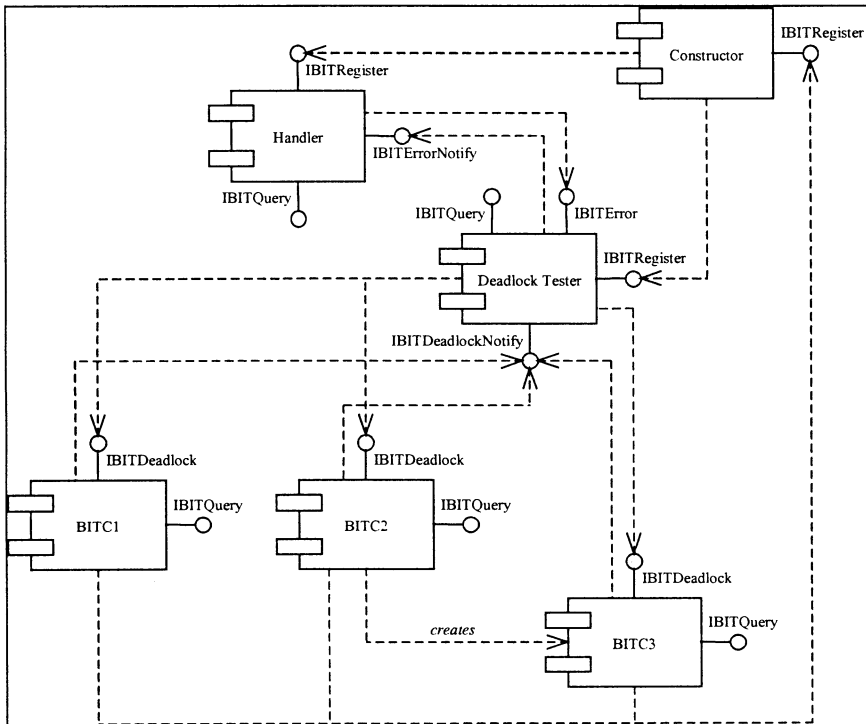 IBITRegister
Constructor
IBITRegister
Handler
IBITErrorNotify
IBITQuery
IBITQuery
IBITError
IBITRegister
Deadlock Tester
IBITDeadlockNotify
IBITDeadlock
IBITDeadlock
IBITQuery
IBITQuery
BITC1
BITC2
IBITDeadlock
IBITQuery
creates
BITC3